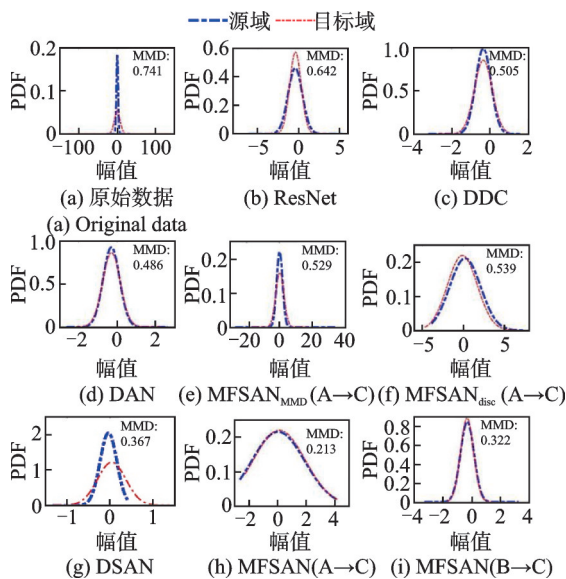 源域 目标域
PDF
0.2
0.1
0
MMD:
0.741
−100 0 100
幅值
(a) 原始数据
(a) Original data
PDF
0.6
0.4
0.2
0
MMD:
0.642
−5 0 5
幅值
(b) ResNet
PDF
1.0
0.5
0
MMD:
0.505
−4 −2 0 2
幅值
(c) DDC
PDF
1.0
0.5
0
MMD:
0.486
−2 0 2
幅值
(d) DAN
0.2
0.1
0
MMD:
0.529
−20 0 20 40
幅值
(e) MFSAN_MMD (A→C)
0.2
0.1
0
MMD:
0.539
−5 0 5
幅值
(f) MFSAN_disc (A→C)
PDF
2
1
0
MMD:
0.367
−1 0 1
幅值
(g) DSAN
0.2
0.1
0
MMD:
0.213
−2 0 2 4
幅值
(h) MFSAN(A→C)
0.8
0.6
0.4
0.2
0
MMD:
0.322
−4 −2 0 2 4
幅值
(i) MFSAN(B→C)